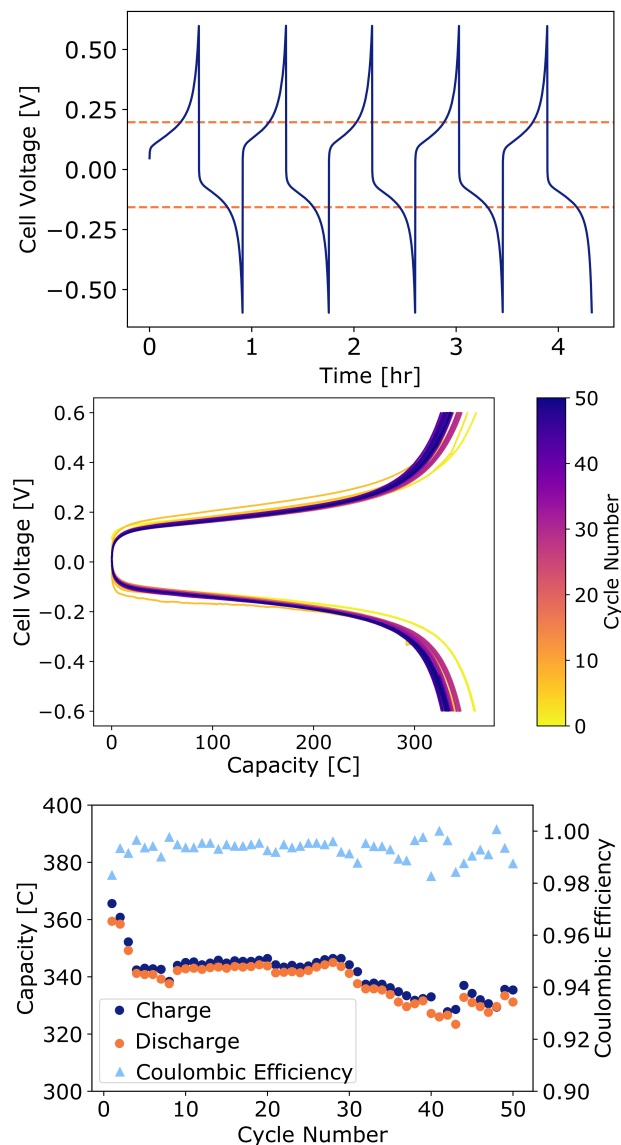 0.50
0.25
0.00
−0.25
−0.50
Cell Voltage [V]
0 1 2 3 4
Time [hr]
0.6
0.4
0.2
0.0
−0.2
−0.4
−0.6
Cell Voltage [V]
0 100 200 300
Capacity [C]
50
40
30
20
10
0
Cycle Number
400
380
360
340
320
300
Capacity [C]
1.00
0.98
0.96
0.94
0.92
0.90
Coulombic Efficiency
Charge
Discharge
Coulombic Efficiency
0 10 20 30 40 50
Cycle Number